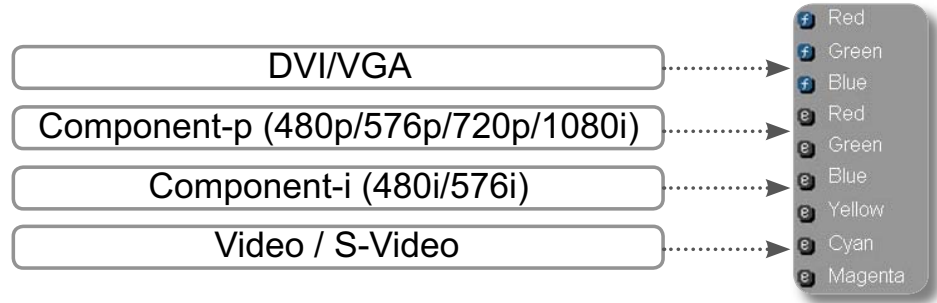 DVI/VGA
Component-p (480p/576p/720p/1080i)
Component-i (480i/576i)
Video / S-Video
Red
Green
Blue
Red
Green
Blue
Yellow
Cyan
Magenta